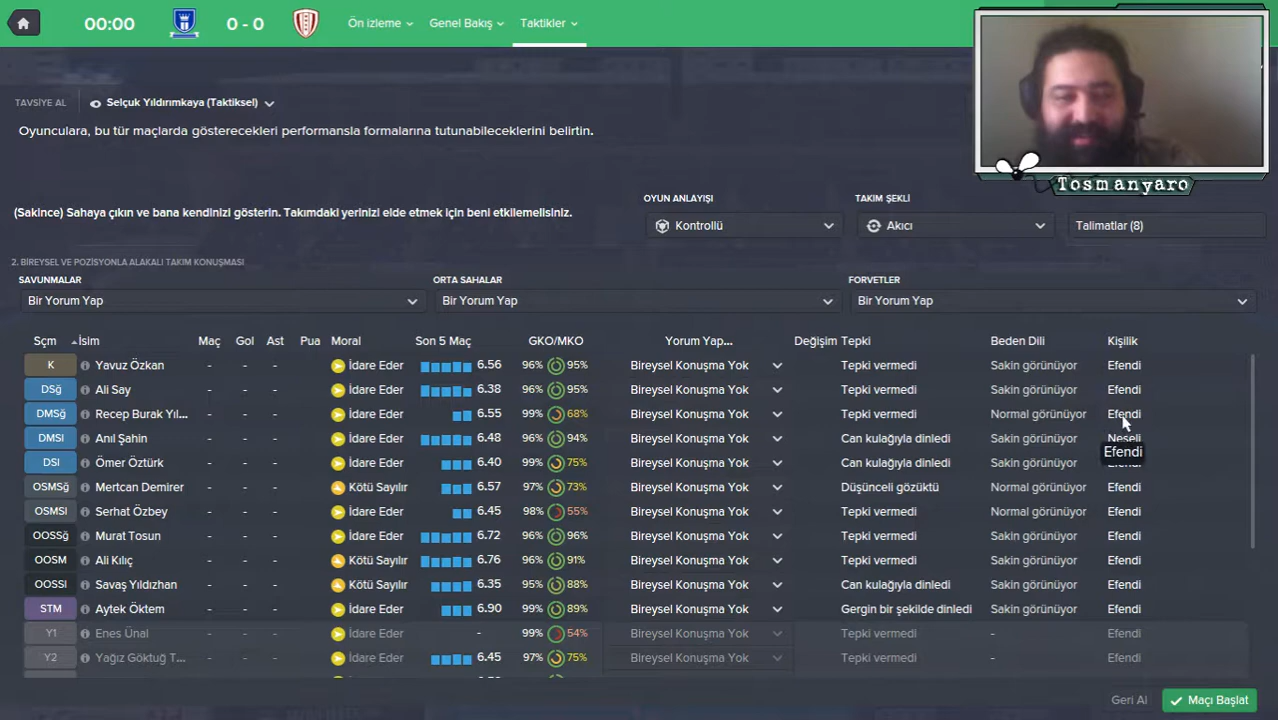 00:00 0 - 0 Ön izleme Genel Bakış Taktikler
TAVSİYE AL Selçuk Yıldırımkaya (Taktiksel)
Oyunculara, bu tür maçlarda gösterecekleri performansla formalarına tutunabileceklerini belirtin.
Tosmanyaro
OYUN ANLAYIŞI TAKIM ŞEKLİ
(Sakince) Sahaya çıkın ve bana kendinizi gösterin. Takımdaki yerinizi elde etmek için beni etkilemelisiniz.
Kontrollü Akıcı Talimatlar (8)
2. BİREYSEL VE POZİSYONLA ALAKALI TAKIM KONUŞMASI
SAVUNMALAR ORTA SAHALAR FORVETLER
Bir Yorum Yap Bir Yorum Yap Bir Yorum Yap
Sçm İsim Maç Gol Ast Pua Moral Son 5 Maç GKO/MKO Yorum Yap... Değişim Tepki Beden Dili Kişilik
K Yavuz Özkan - - - İdare Eder 6.56 96% 95% Bireysel Konuşma Yok Tepki vermedi Sakin görünüyor Efendi
DSğ Ali Say - - - İdare Eder 6.38 96% 95% Bireysel Konuşma Yok Tepki vermedi Sakin görünüyor Efendi
DMSğ Recep Burak Yıl... - - - İdare Eder 6.55 99% 68% Bireysel Konuşma Yok Tepki vermedi Normal görünüyor Efendi
DMSl Anıl Şahin - - - İdare Eder 6.48 96% 94% Bireysel Konuşma Yok Can kulağıyla dinledi Sakin görünüyor Neşeli
Efendi
DSl Ömer Öztürk - - - İdare Eder 6.40 99% 75% Bireysel Konuşma Yok Can kulağıyla dinledi Sakin görünüyor Efendi
OSMSğ Mertcan Demirer - - - Kötü Sayılır 6.57 97% 73% Bireysel Konuşma Yok Düşünceli gözüktü Normal görünüyor Efendi
OSMSl Serhat Özbey - - - İdare Eder 6.45 98% 55% Bireysel Konuşma Yok Tepki vermedi Normal görünüyor Efendi
OOSSğ Murat Tosun - - - İdare Eder 6.72 96% 96% Bireysel Konuşma Yok Tepki vermedi Sakin görünüyor Efendi
OOSM Ali Kılıç - - - Kötü Sayılır 6.76 96% 91% Bireysel Konuşma Yok Tepki vermedi Sakin görünüyor Efendi
OOSSl Savaş Yıldızhan - - - Kötü Sayılır 6.35 95% 88% Bireysel Konuşma Yok Can kulağıyla dinledi Sakin görünüyor Efendi
STM Aytek Öktem - - - İdare Eder 6.90 99% 89% Bireysel Konuşma Yok Gergin bir şekilde dinledi Sakin görünüyor Efendi
Y1 Enes Ünal - - - İdare Eder - 99% 54% Bireysel Konuşma Yok Tepki vermedi - Efendi
Y2 Yağız Göktuğ T... - - - İdare Eder 6.45 97% 75% Bireysel Konuşma Yok Tepki vermedi - Efendi
Geri Al Maçı Başlat